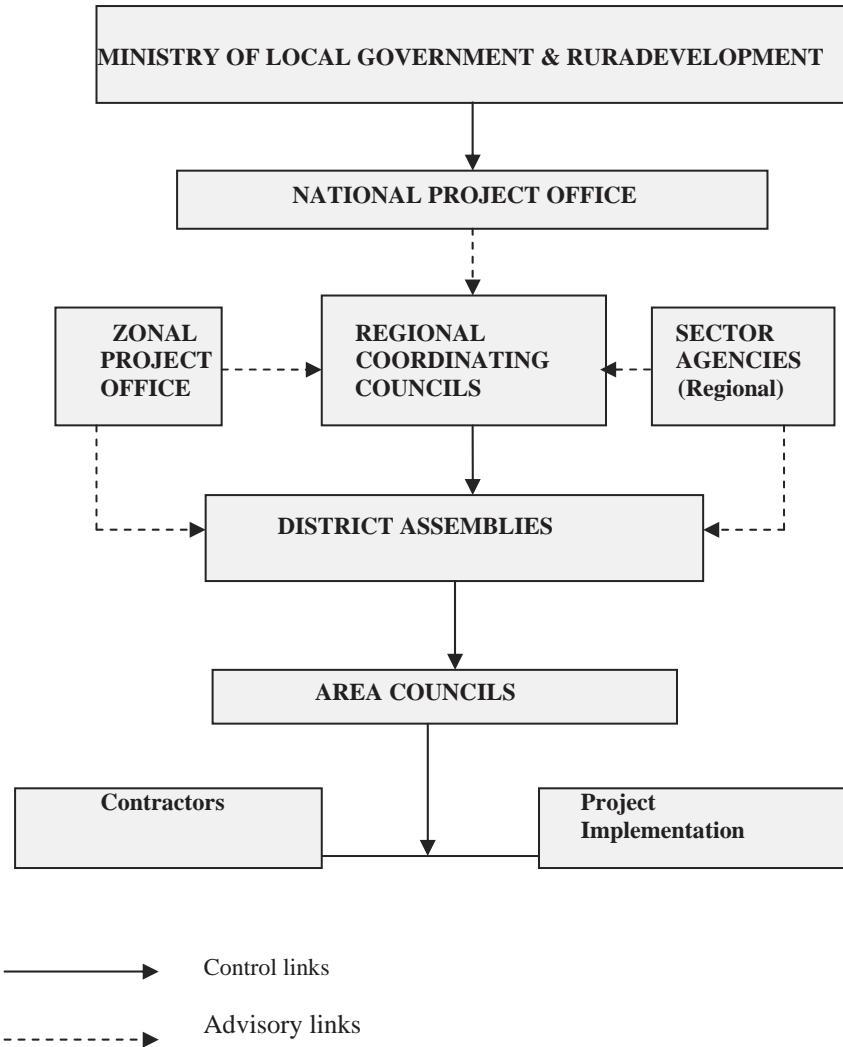 MINISTRY OF LOCAL GOVERNMENT & RURADEVELOPMENT
NATIONAL PROJECT OFFICE
ZONAL
PROJECT
OFFICE
REGIONAL
COORDINATING
COUNCILS
SECTOR
AGENCIES
(Regional)
DISTRICT ASSEMBLIES
AREA COUNCILS
Contractors
Project
Implementation
Control links
Advisory links